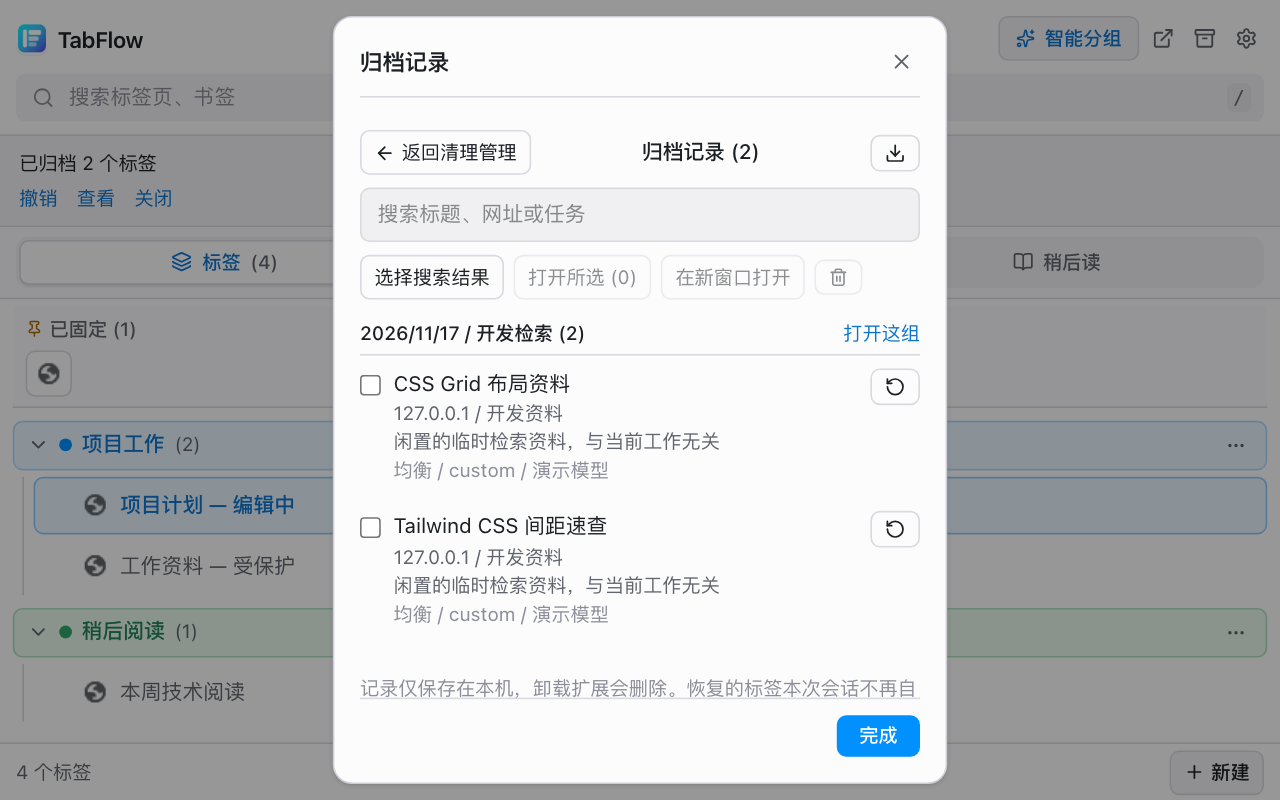 TabFlow
智能分组
搜索标签页、书签
/
已归档 2 个标签
撤销 查看 关闭
标签 (4)
稍后读
已固定 (1)
项目工作 (2)
项目计划 — 编辑中
工作资料 — 受保护
稍后阅读 (1)
本周技术阅读
4 个标签
新建
归档记录
返回清理管理
归档记录 (2)
搜索标题、网址或任务
选择搜索结果
打开所选 (0)
在新窗口打开
2026/11/17 / 开发检索 (2)
打开这组
CSS Grid 布局资料
127.0.0.1 / 开发资料
闲置的临时检索资料，与当前工作无关
均衡 / custom / 演示模型
Tailwind CSS 间距速查
127.0.0.1 / 开发资料
闲置的临时检索资料，与当前工作无关
均衡 / custom / 演示模型
记录仅保存在本机，卸载扩展会删除。恢复的标签本次会话不再自
完成